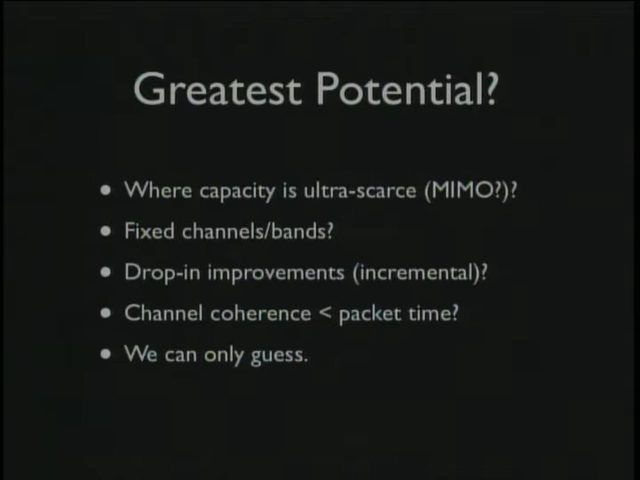 Greatest Potential?
• Where capacity is ultra-scarce (MIMO?)?
• Fixed channels/bands?
• Drop-in improvements (incremental)?
• Channel coherence < packet time?
• We can only guess.